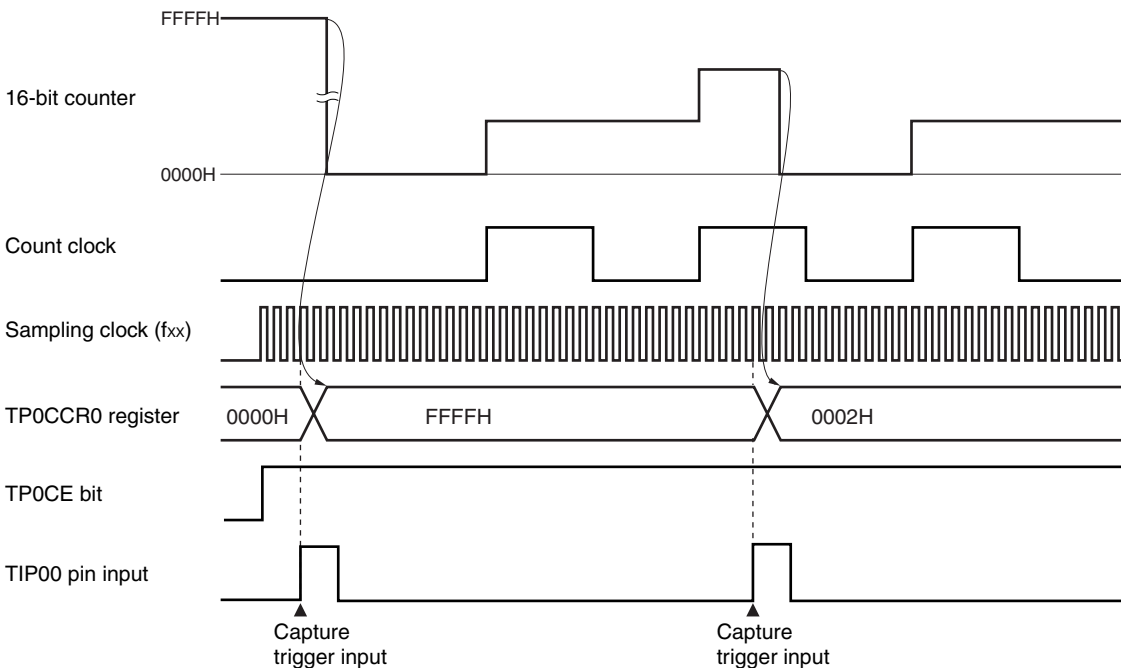 FFFFH
16-bit counter
0000H
Count clock
Sampling clock (fxx)
TP0CCR0 register
0000H
FFFFH
0002H
TP0CE bit
TIP00 pin input
Capture
trigger input
Capture
trigger input